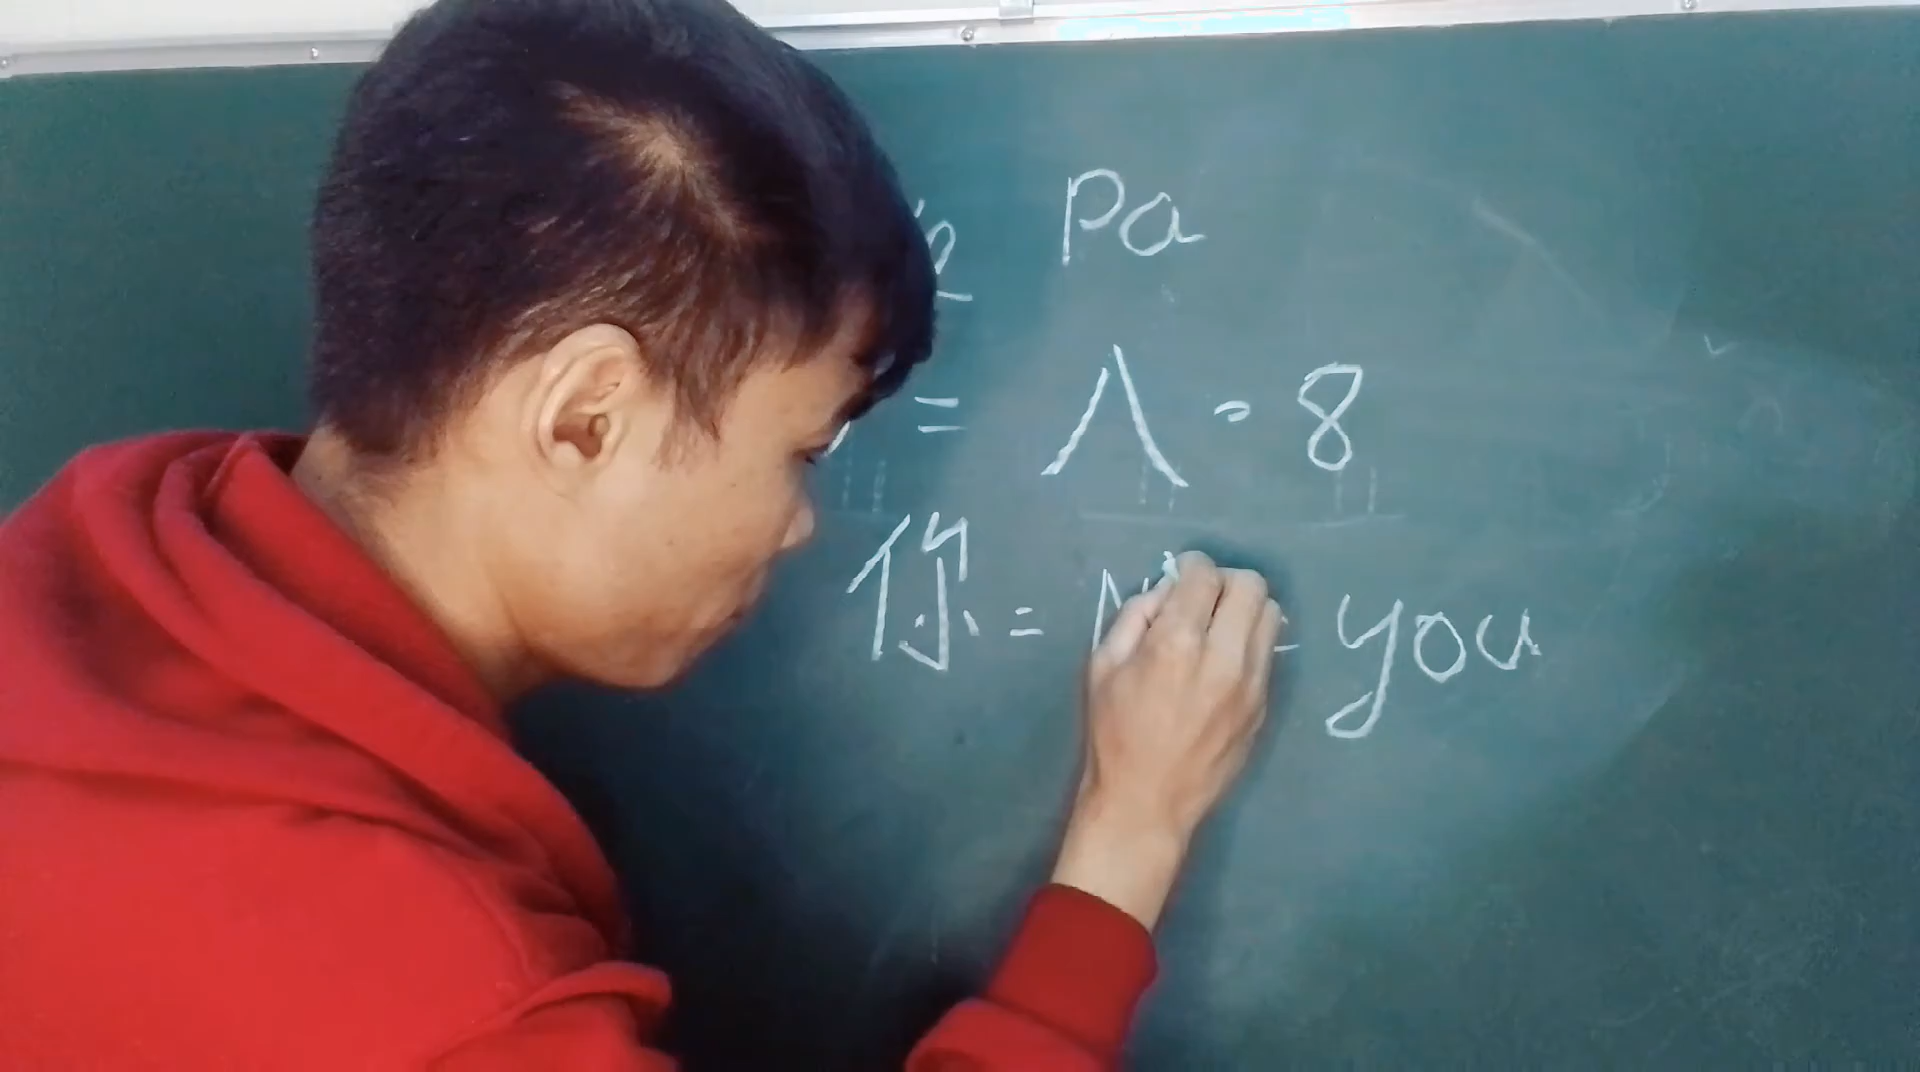 Pa
= 八 = 8
你 = N = you